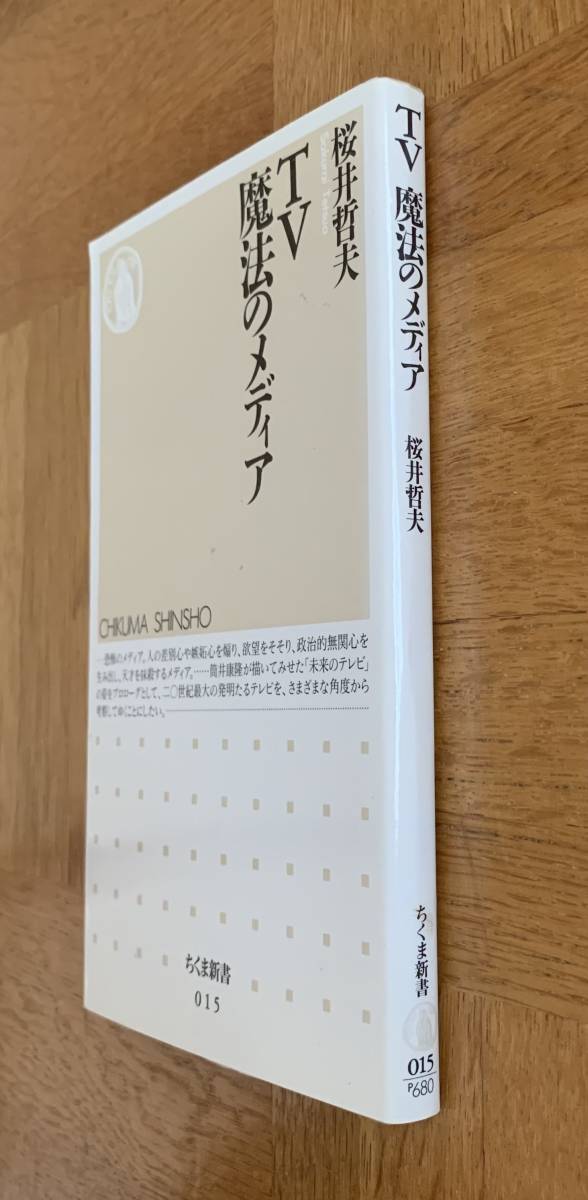 桜井哲夫
TV
魔法のメディア
CHIKUMA SHINSHO
…恐怖のメディア。人の差別心や嫉妬心を煽り、欲望をそそり、政治的無関心を
生み出し、天才を抹殺するメディア。……筒井康隆が描いてみせた「未来のテレビ」
の姿をプロローグとして、二〇世紀最大の発明たるテレビを、さまざまな角度から
考察してゆくことにしたい。
ちくま新書
015
TV 魔法のメディア
桜井哲夫
ちくま新書
015
P680